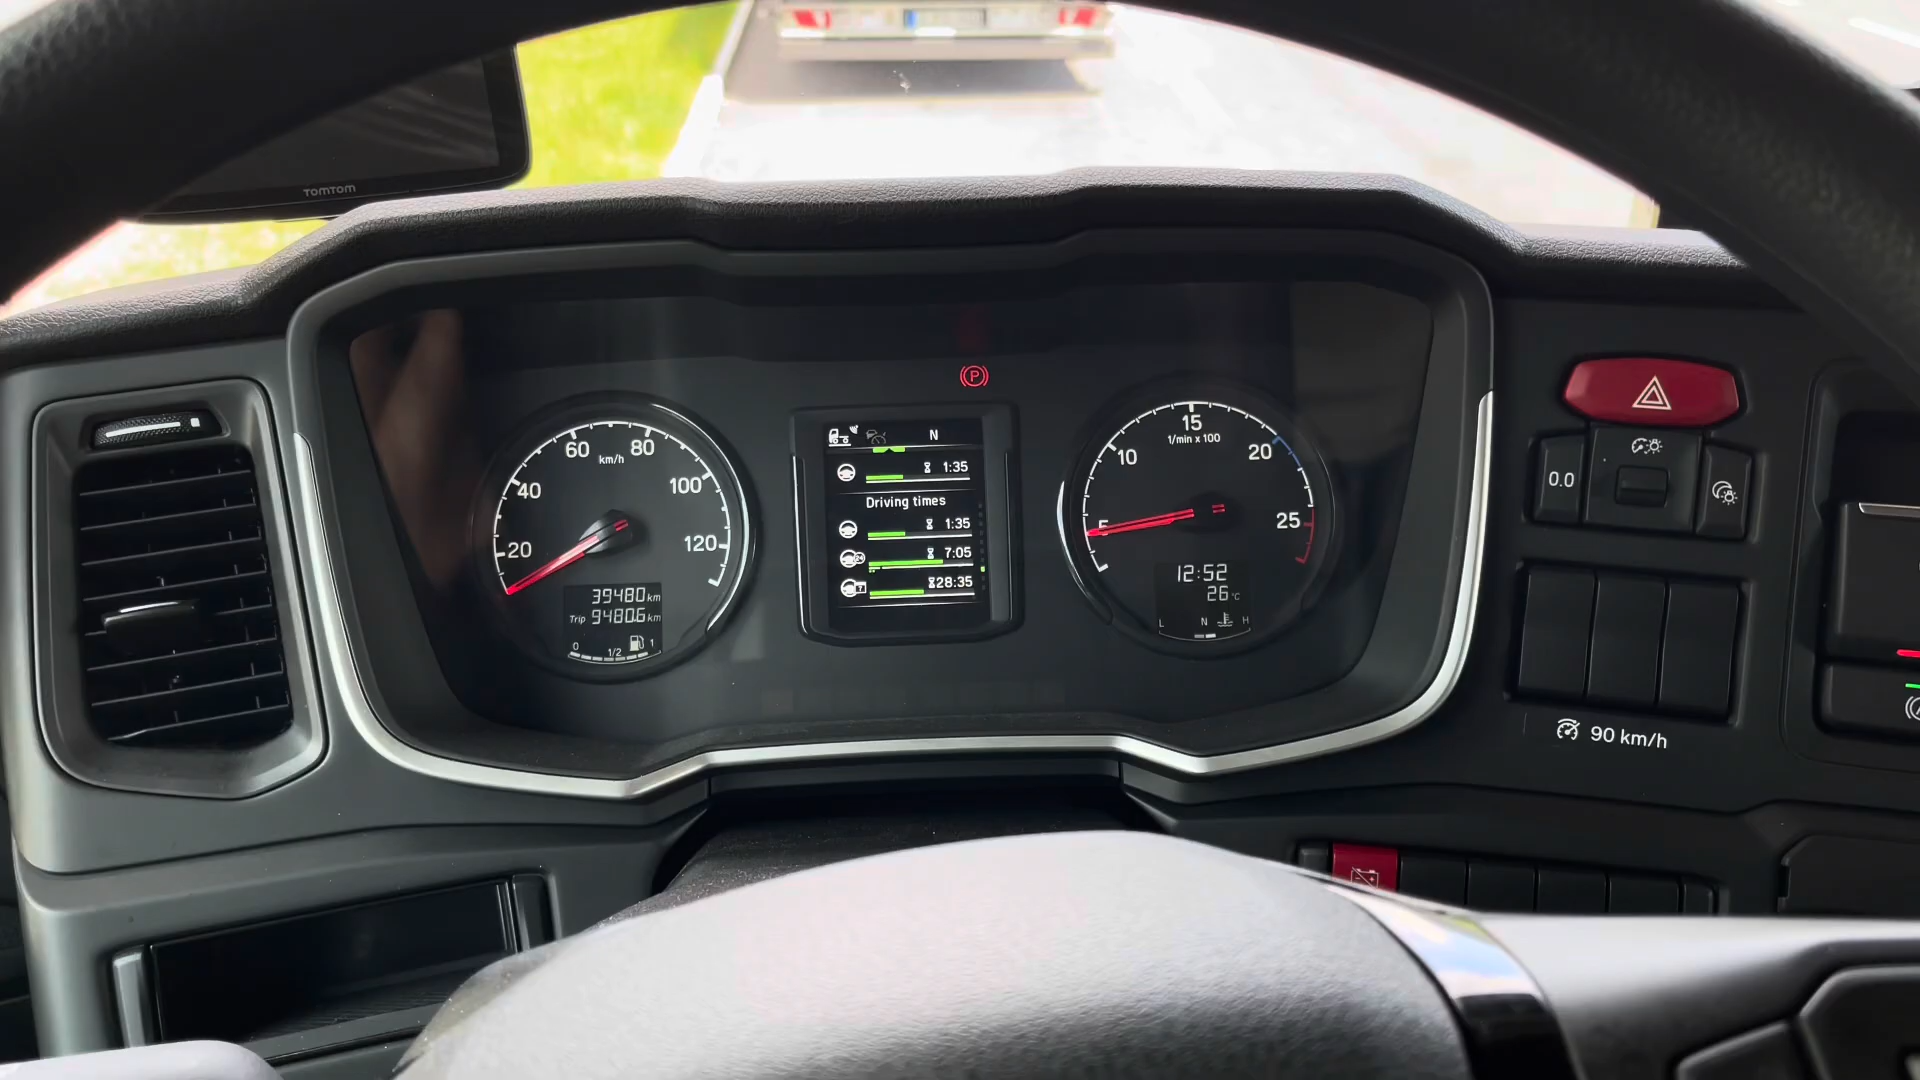 TOMTOM
P
60
80
km/h
40
100
20
120
39480 km
Trip 9480.6 km
0
1/2
1
N
1:35
Driving times
1:35
24
7:05
7
28:35
15
1/min x 100
10
20
5
25
12:52
26 °C
L
N
H
0.0
90 km/h